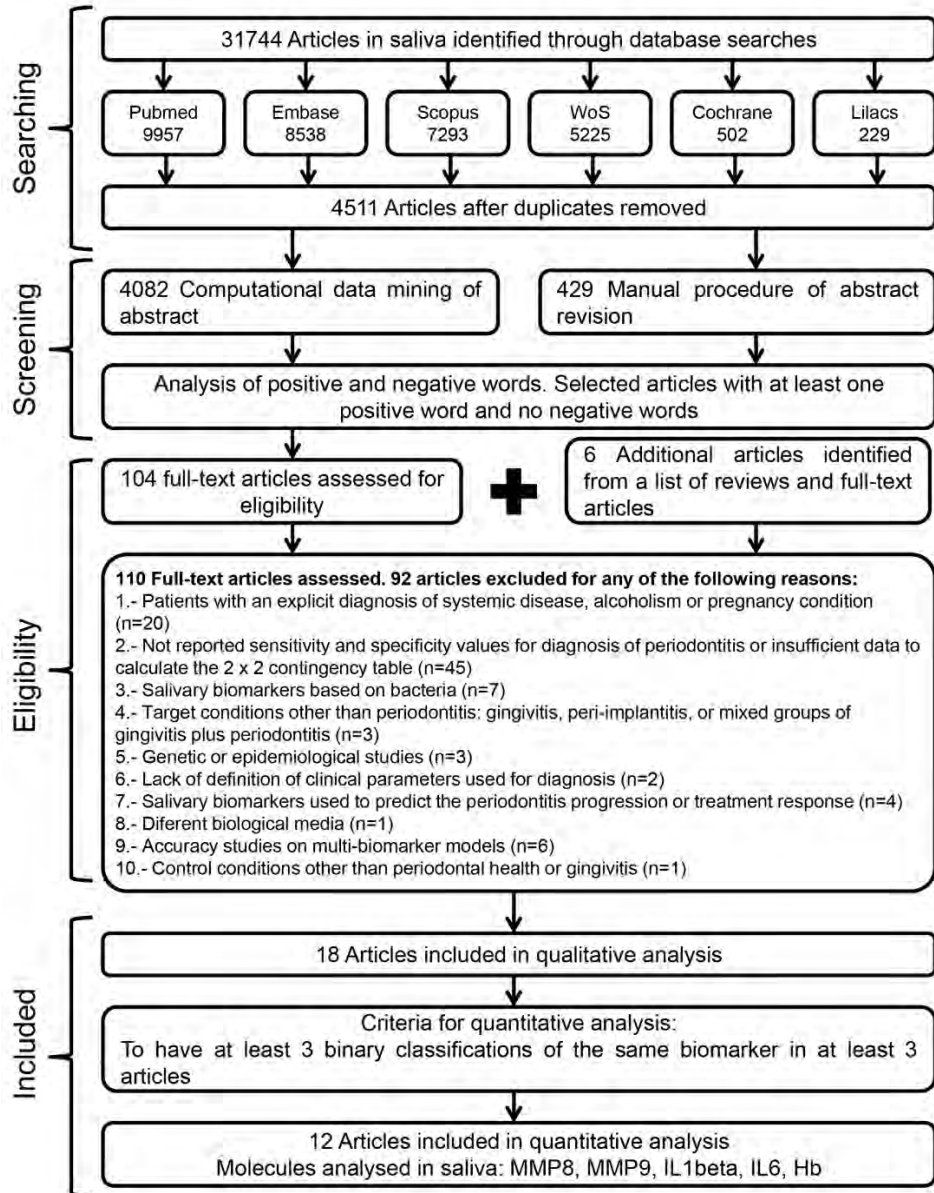 Searching
31744 Articles in saliva identified through database searches
Pubmed
9957
Embase
8538
Scopus
7293
WoS
5225
Cochrane
502
Lilacs
229
4511 Articles after duplicates removed
Screening
4082 Computational data mining of
abstract
429 Manual procedure of abstract
revision
Analysis of positive and negative words. Selected articles with at least one
positive word and no negative words
Eligibility
104 full-text articles assessed for
eligibility
6 Additional articles identified
from a list of reviews and full-text
articles
110 Full-text articles assessed. 92 articles excluded for any of the following reasons:
1.- Patients with an explicit diagnosis of systemic disease, alcoholism or pregnancy condition
(n=20)
2.- Not reported sensitivity and specificity values for diagnosis of periodontitis or insufficient data to
calculate the 2 x 2 contingency table (n=45)
3.- Salivary biomarkers based on bacteria (n=7)
4.- Target conditions other than periodontitis: gingivitis, peri-implantitis, or mixed groups of
gingivitis plus periodontitis (n=3)
5.- Genetic or epidemiological studies (n=3)
6.- Lack of definition of clinical parameters used for diagnosis (n=2)
7.- Salivary biomarkers used to predict the periodontitis progression or treatment response (n=4)
8.- Diferent biological media (n=1)
9.- Accuracy studies on multi-biomarker models (n=6)
10.- Control conditions other than periodontal health or gingivitis (n=1)
Included
18 Articles included in qualitative analysis
Criteria for quantitative analysis:
To have at least 3 binary classifications of the same biomarker in at least 3
articles
12 Articles included in quantitative analysis
Molecules analysed in saliva: MMP8, MMP9, IL1beta, IL6, Hb